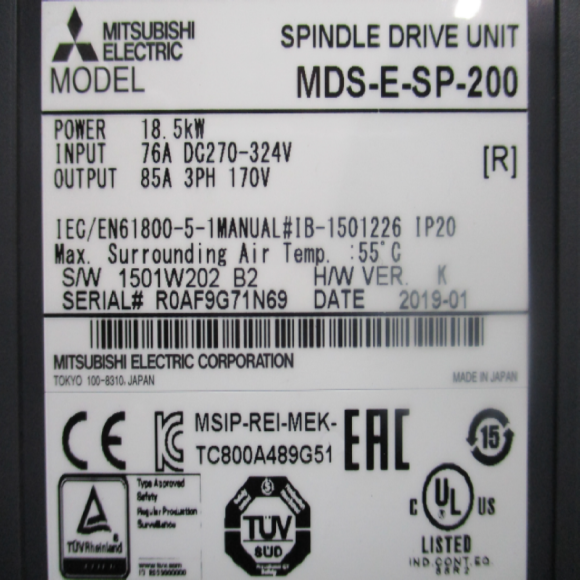 MITSUBISHI ELECTRIC
SPINDLE DRIVE UNIT
MODEL MDS-E-SP-200
POWER 18.5kW
INPUT 76A DC270-324V
OUTPUT 85A 3PH 170V
[R]
IEC/EN61800-5-1MANUAL#IB-1501226 IP20
Max. Surrounding Air Temp. :55°C
S/W 1501W202 B2 H/W VER. K
SERIAL# R0AF9G71N69 DATE 2019-01
MITSUBISHI ELECTRIC CORPORATION
TOKYO 100-8310, JAPAN
MADE IN JAPAN
CE
MSIP-REI-MEK-
TC800A489G51
EAC
15
Type Approved
Safety
Regular Production
Surveillance
TÜVRheinland
TÜV
SÜD
C UL US
LISTED
IND.CONT.EQ.